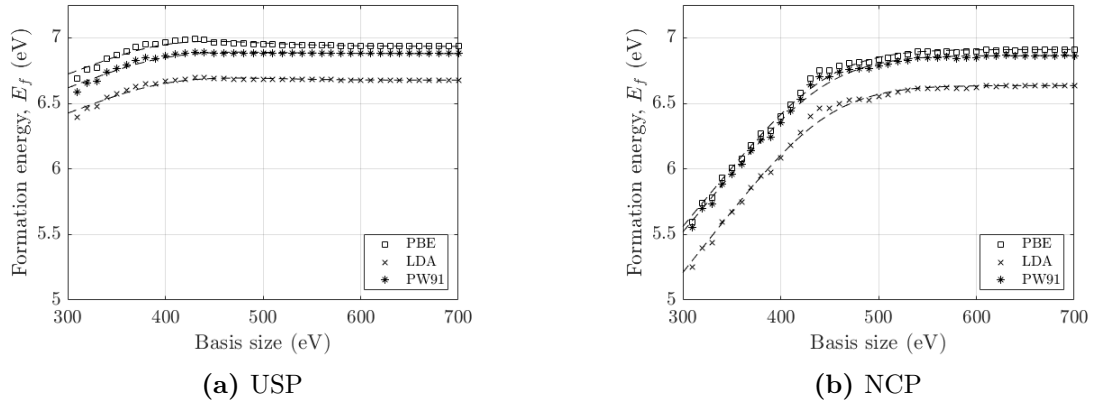 Formation energy, E_f (eV)
7
6.5
6
5.5
5
300 400 500 600 700
Basis size (eV)
PBE
LDA
PW91
(a) USP
Formation energy, E_f (eV)
7
6.5
6
5.5
5
300 400 500 600 700
Basis size (eV)
PBE
LDA
PW91
(b) NCP